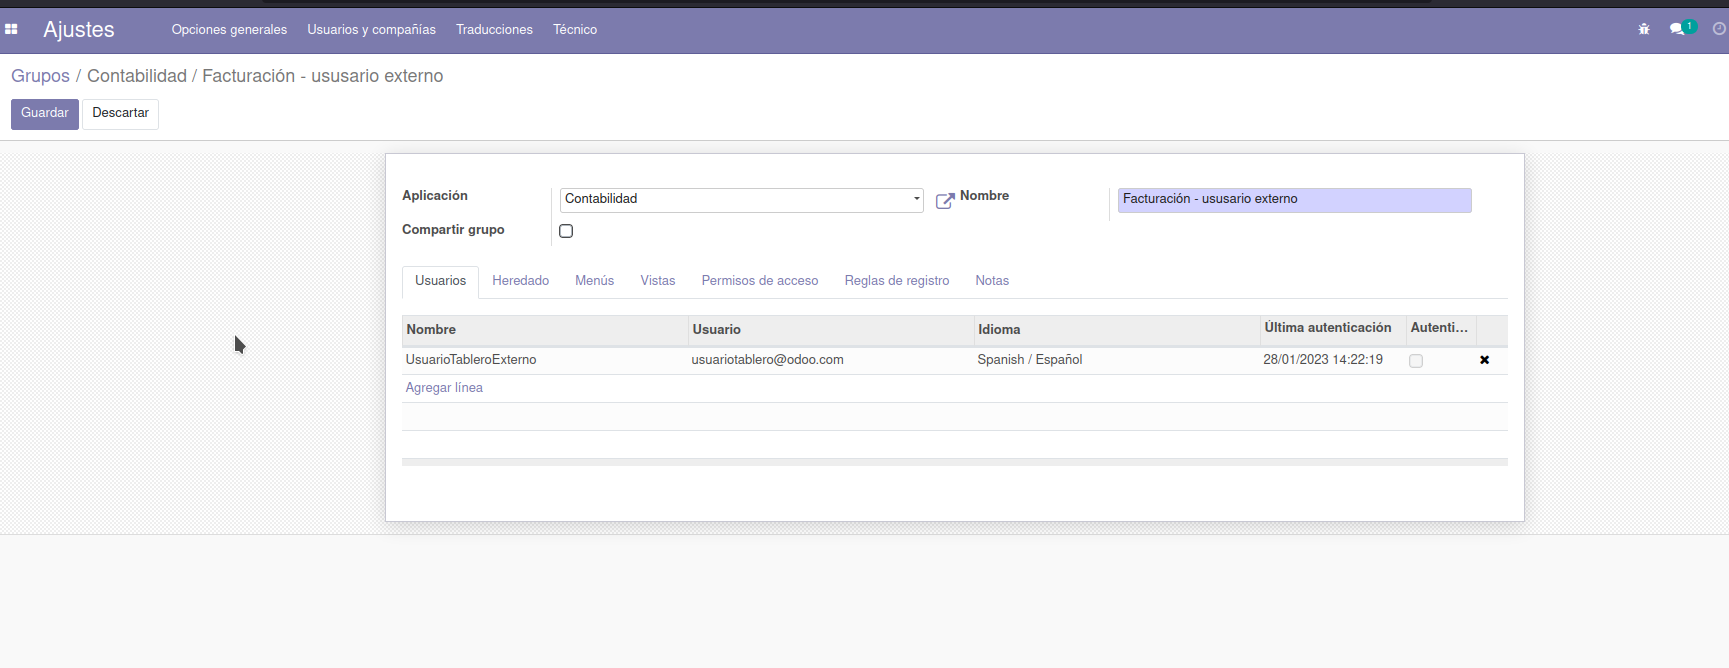 Ajustes Opciones generales Usuarios y compañías Traducciones Técnico 1
Grupos / Contabilidad / Facturación - ususario externo
Guardar Descartar
Aplicación Contabilidad Nombre Facturación - ususario externo
Compartir grupo
Usuarios Heredado Menús Vistas Permisos de acceso Reglas de registro Notas
Nombre Usuario Idioma Última autenticación Autenti...
UsuarioTableroExterno usuariotablero@odoo.com Spanish / Español 28/01/2023 14:22:19
Agregar línea